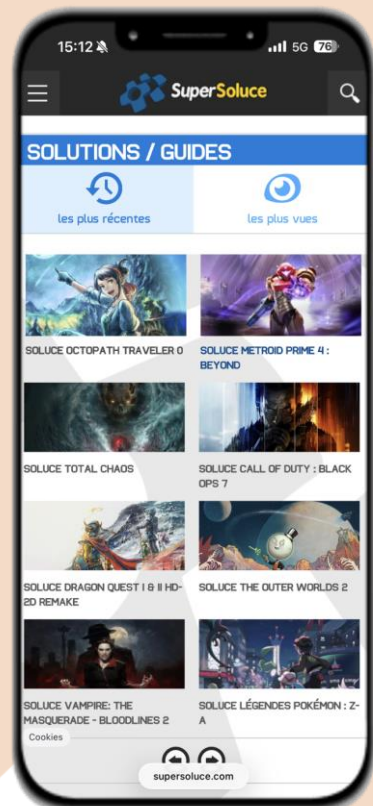 15:12
5G 76
SuperSoluce
SOLUTIONS / GUIDES
les plus récentes
les plus vues
SOLUCE OCTOPATH TRAVELER 0
SOLUCE METROID PRIME 4 :
BEYOND
SOLUCE TOTAL CHAOS
SOLUCE CALL OF DUTY : BLACK
OPS 7
SOLUCE DRAGON QUEST I & II HD-
2D REMAKE
SOLUCE THE OUTER WORLDS 2
SOLUCE VAMPIRE: THE
MASQUERADE - BLOODLINES 2
SOLUCE LÉGENDES POKÉMON : Z-
A
Cookies
supersoluce.com